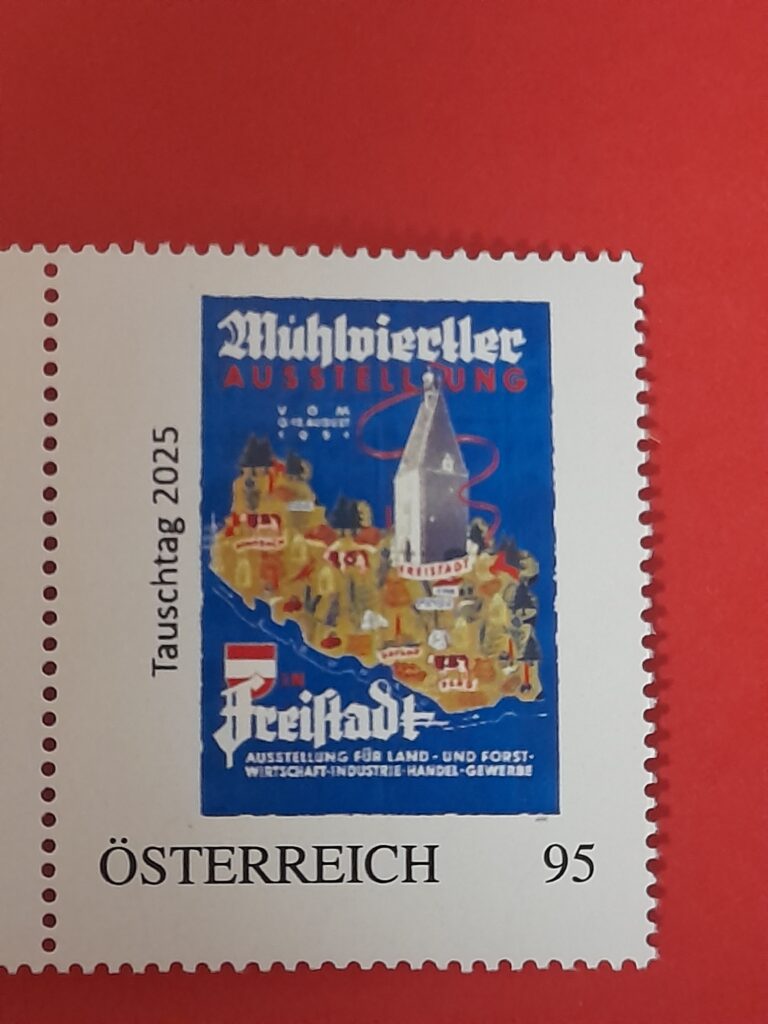 Mühlviertler
AUSSTELLUNG
VOM
1951
FREISTADT
IN
Freistadt
AUSSTELLUNG FÜR LAND- UND FORST-
WIRTSCHAFT-INDUSTRIE-HANDEL-GEWERBE
Tauschtag 2025
ÖSTERREICH 95